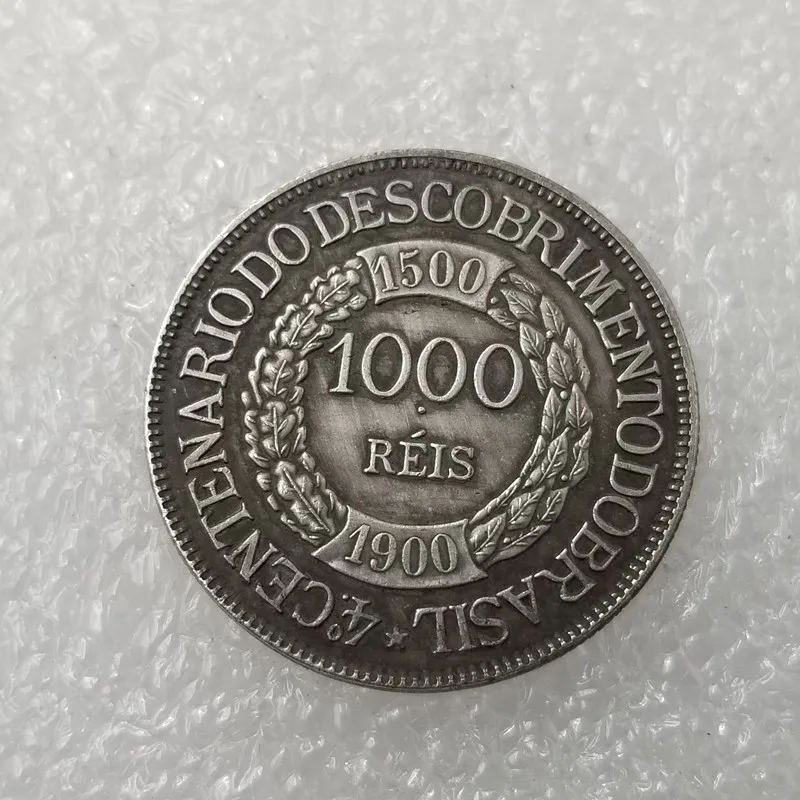 4º. CENTENARIO DO DESCOBRIMENTO DO BRASIL
1500
1000
RÉIS
1900